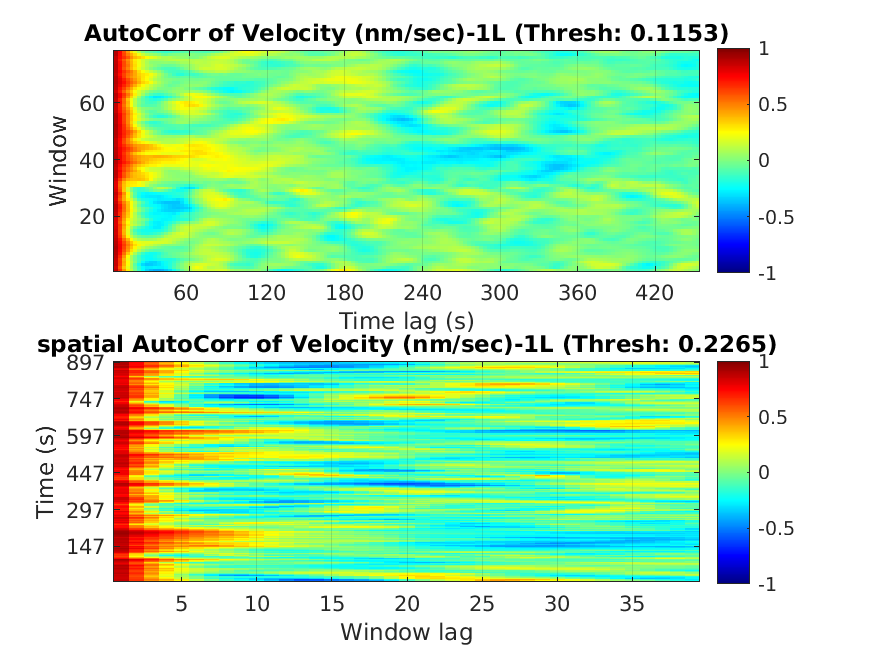 AutoCorr of Velocity (nm/sec)-1L (Thresh: 0.1153)
Window
60
40
20
60 120 180 240 300 360 420
Time lag (s)
1
0.5
0
-0.5
-1
spatial AutoCorr of Velocity (nm/sec)-1L (Thresh: 0.2265)
Time (s)
897
747
597
447
297
147
5 10 15 20 25 30 35
Window lag
1
0.5
0
-0.5
-1